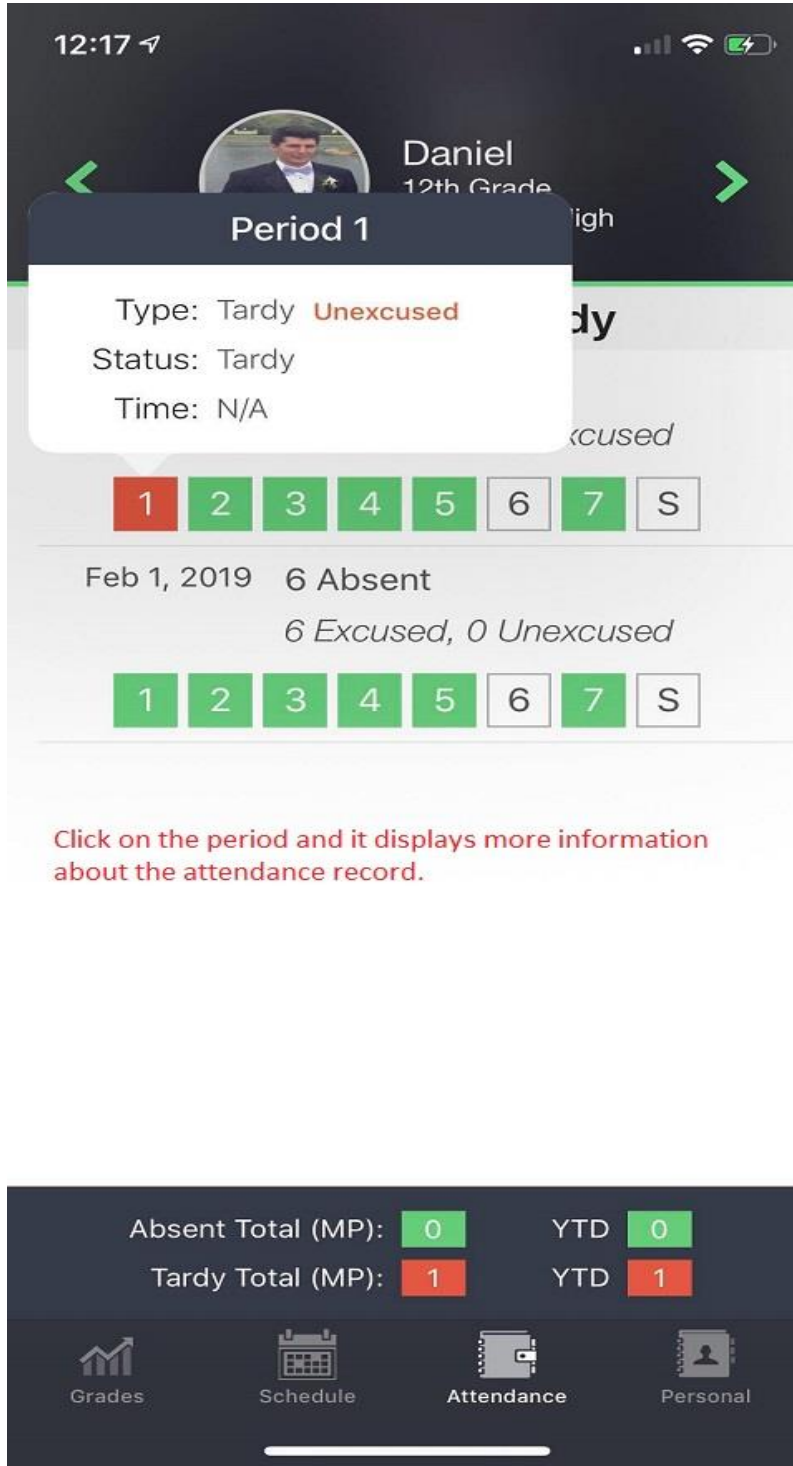 12:17
Daniel
12th Grade
igh
Period 1
Type: Tardy Unexcused
Status: Tardy
Time: N/A
dy
xcused
1 2 3 4 5 6 7 S
Feb 1, 2019 6 Absent
6 Excused, 0 Unexcused
1 2 3 4 5 6 7 S
Click on the period and it displays more information
about the attendance record.
Absent Total (MP): 0 YTD 0
Tardy Total (MP): 1 YTD 1
Grades Schedule Attendance Personal